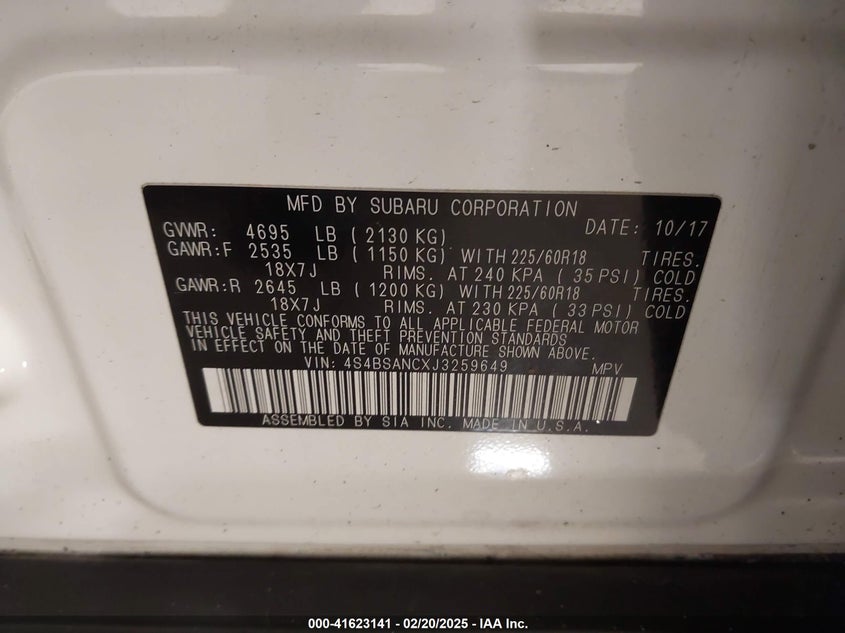 MFD BY SUBARU CORPORATION
GVWR: 4695 LB ( 2130 KG) DATE: 10/17
GAWR:F 2535 LB ( 1150 KG) WITH 225/60R18 TIRES.
18X7J RIMS. AT 240 KPA ( 35 PSI) COLD
GAWR:R 2645 LB ( 1200 KG) WITH 225/60R18 TIRES.
18X7J RIMS. AT 230 KPA ( 33 PSI) COLD
THIS VEHICLE CONFORMS TO ALL APPLICABLE FEDERAL MOTOR
VEHICLE SAFETY AND THEFT PREVENTION STANDARDS
IN EFFECT ON THE DATE OF MANUFACTURE SHOWN ABOVE.
VIN: 4S4BSANCXJ3259649 MPV
ASSEMBLED BY SIA INC. MADE IN U.S.A.
000-41623141 - 02/20/2025 - IAA Inc.